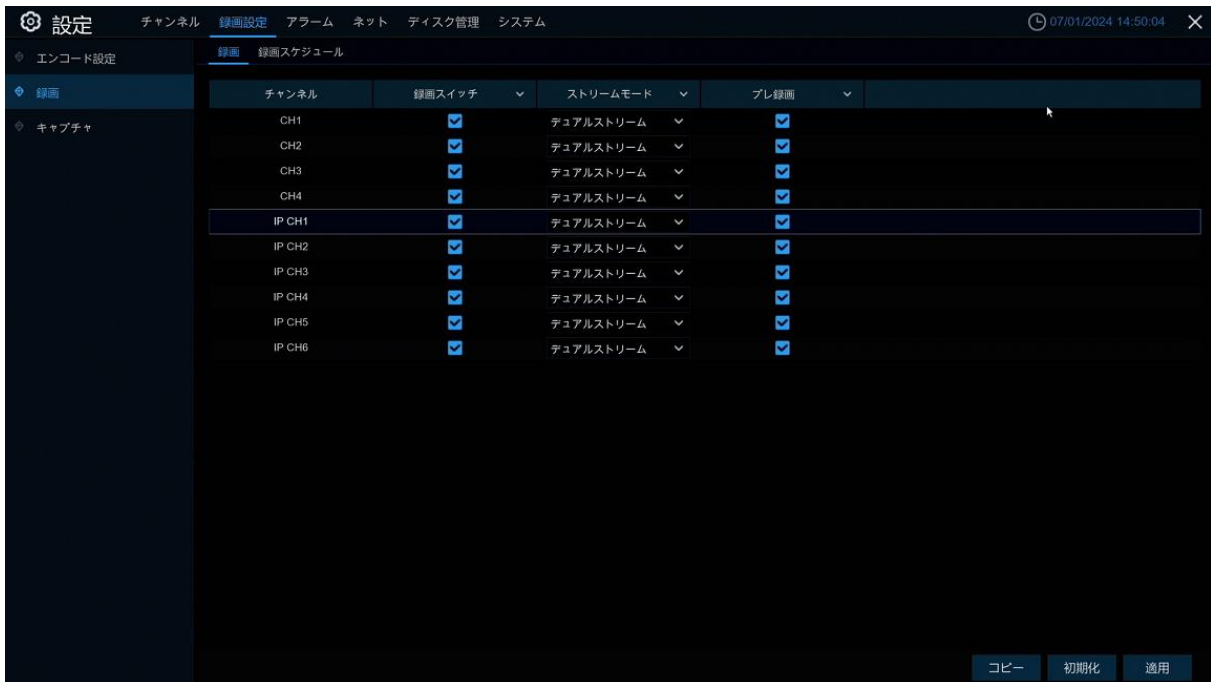 設定 チャンネル 録画設定 アラーム ネット ディスク管理 システム 07/01/2024 14:50:04
エンコード設定
録画
キャプチャ
録画 録画スケジュール
チャンネル 録画スイッチ ストリームモード プレ録画
CH1 デュアルストリーム
CH2 デュアルストリーム
CH3 デュアルストリーム
CH4 デュアルストリーム
IP CH1 デュアルストリーム
IP CH2 デュアルストリーム
IP CH3 デュアルストリーム
IP CH4 デュアルストリーム
IP CH5 デュアルストリーム
IP CH6 デュアルストリーム
コピー 初期化 適用